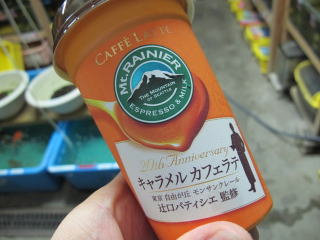 CAFFÈ LATTE
Mt. RAINIER
THE MOUNTAIN
OF SEATTLE
ESPRESSO & MILK
20th Anniversary
キャラメル カフェラテ
東京 自由が丘 モンサンクレール
辻口パティシエ 監修